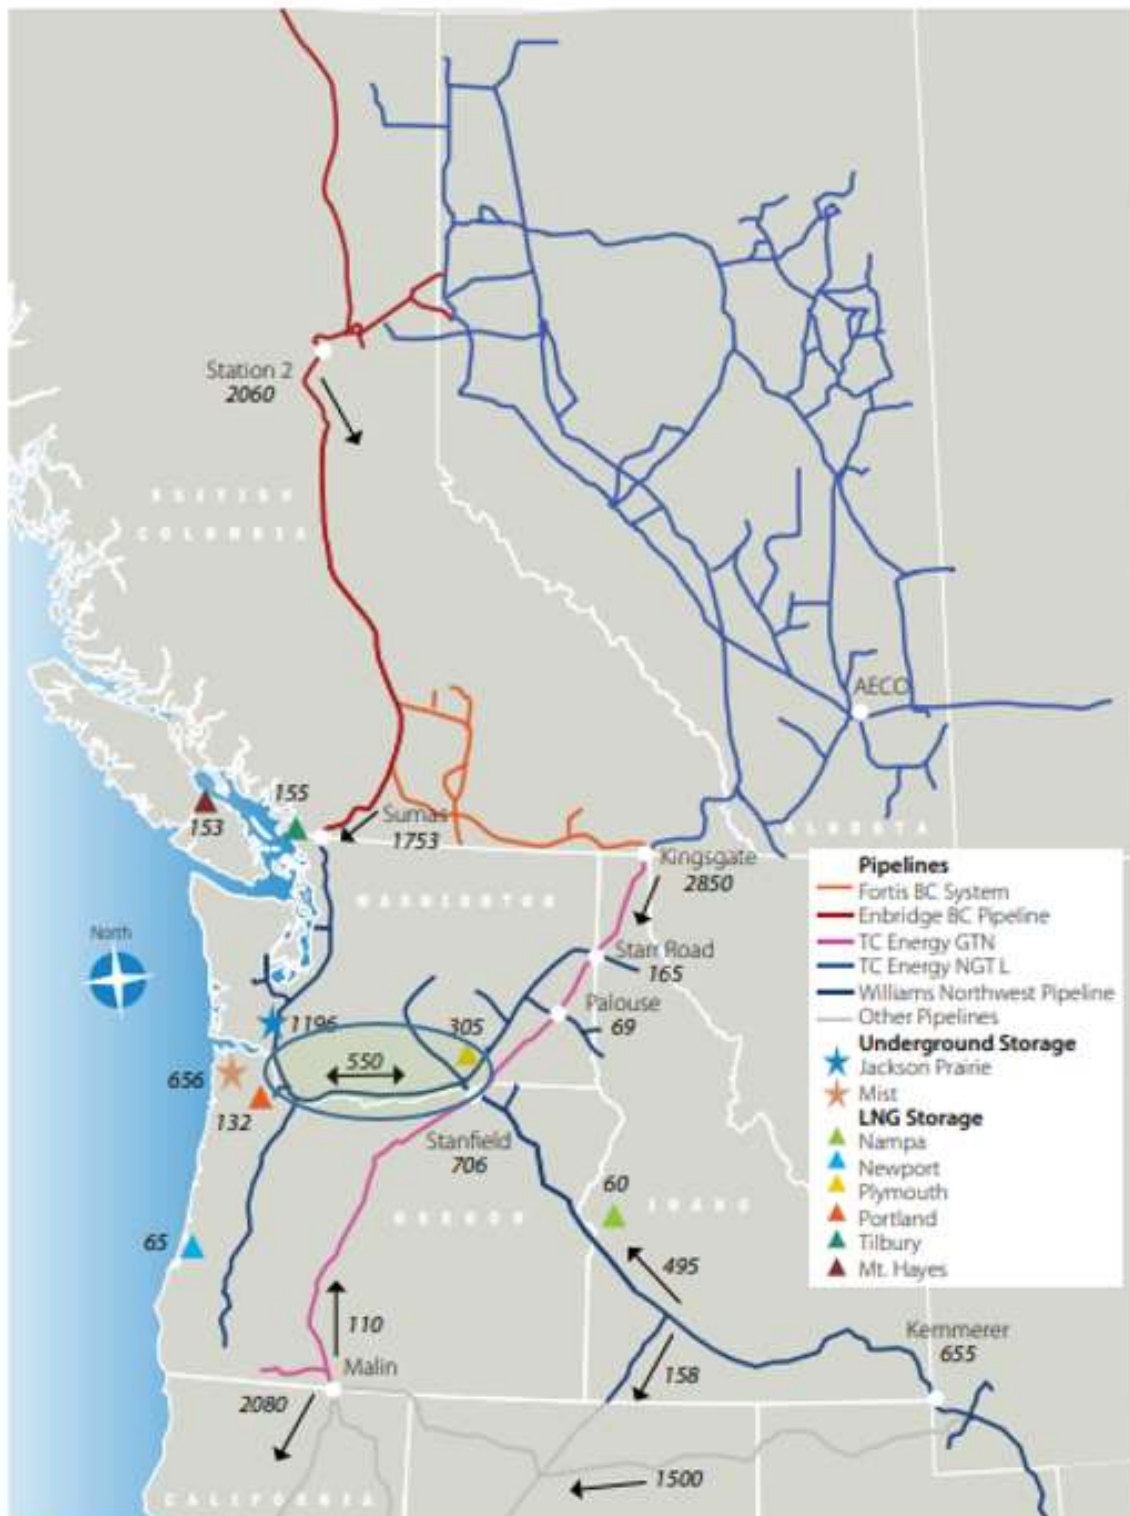 Station 2
2060
BRITISH
COLUMBIA
AECO
ALBERTA
155
153
Sumas
1753
Kingsgate
2850
WASHINGTON
North
Starr Road
165
Palouse
69
1196
305
550
656
132
Stanfield
706
OREGON
60
IDAHO
65
495
110
Malin
2080
158
Kemmerer
655
1500
CALIFORNIA
Pipelines
Fortis BC System
Enbridge BC Pipeline
TC Energy GTN
TC Energy NGT L
Williams Northwest Pipeline
Other Pipelines
Underground Storage
Jackson Prairie
Mist
LNG Storage
Nampa
Newport
Plymouth
Portland
Tilbury
Mt. Hayes